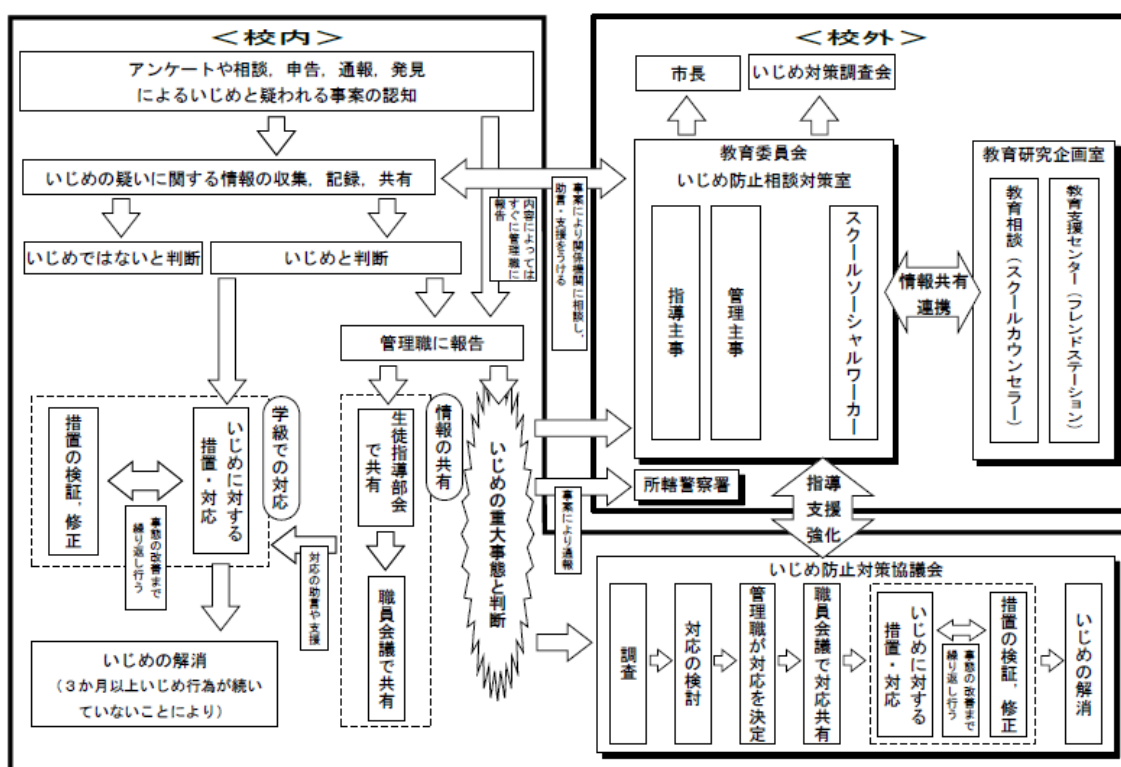 ＜校内＞
アンケートや相談，申告，通報，発見
によるいじめと疑われる事案の認知
いじめの疑いに関する情報の収集，記録，共有
内容によっては
すぐに管理職に
報告
いじめではないと判断
いじめと判断
管理職に報告
学級での対応
いじめに対する
措置・対応
措置の検証，修正
事態の改善まで
繰り返し行う
情報の共有
生徒指導部会
で共有
職員会議で共有
対応の助言や支援
いじめの重大事態と判断
いじめの解消
（３か月以上いじめ行為が続い
ていないことにより）
事案により関係機関に相談し，
助言・支援をうける
事案により通報
＜校外＞
市長
いじめ対策調査会
教育委員会
いじめ防止相談対策室
指導主事
管理主事
スクールソーシャルワーカー
情報共有
連携
教育研究企画室
教育相談（スクールカウンセラー）
教育支援センター（フレンドステーション）
所轄警察署
指導
支援
強化
いじめ防止対策協議会
調査
対応の検討
管理職が対応を決定
職員会議で対応共有
いじめに対する
措置・対応
事態の改善まで
繰り返し行う
措置の検証，修正
いじめの解消